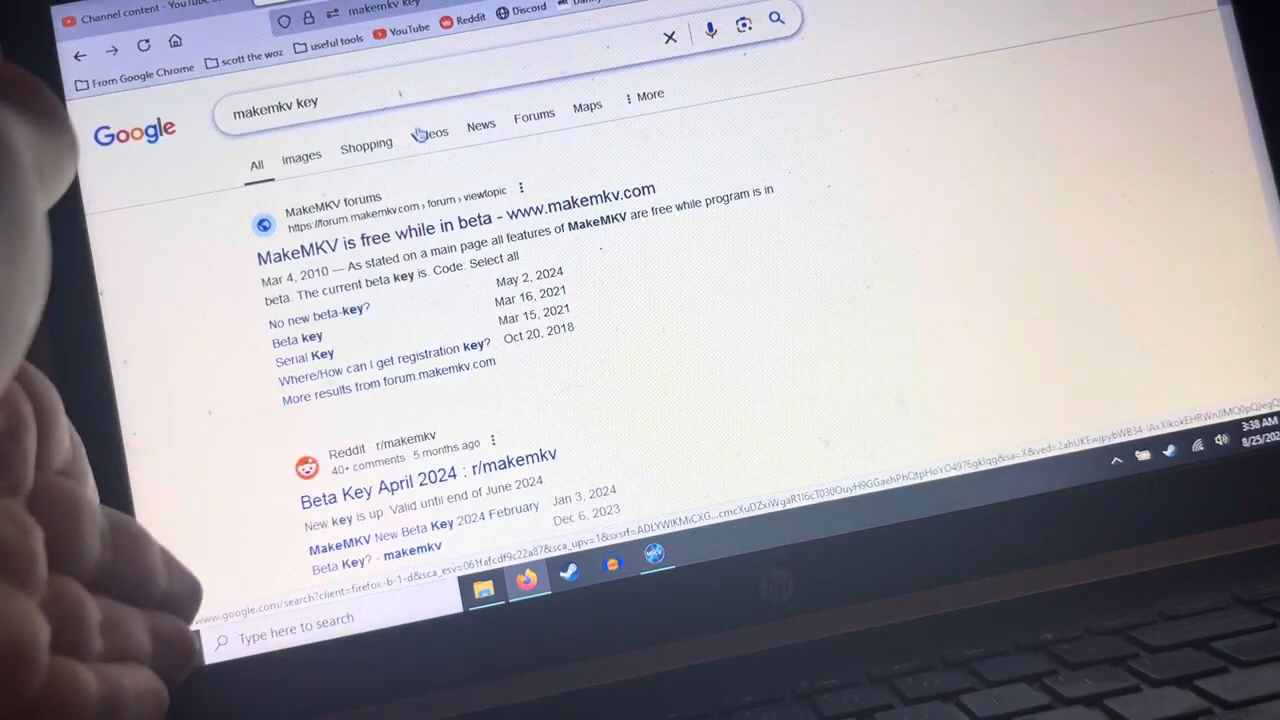 Channel content - YouTube
makemkv key
From Google Chrome
scott the woz
useful tools
YouTube
Reddit
Discord
Google
makemkv key
All
Images
Shopping
News
Forums
Maps
More
MakeMKV forums
https://forum.makemkv.com › forum › viewtopic
MakeMKV is free while in beta - www.makemkv.com
Mar 4, 2010 — As stated on a main page all features of MakeMKV are free while program is in
beta. The current beta key is. Code: Select all
No new beta-key? May 2, 2024
Beta key Mar 16, 2021
Serial Key Mar 15, 2021
Where/How can I get registration key? Oct 20, 2018
More results from forum.makemkv.com
Reddit · r/makemkv
40+ comments · 5 months ago
Beta Key April 2024 : r/makemkv
New key is up. Valid until end of June 2024.
MakeMKV New Beta Key 2024 February Jan 3, 2024
Beta Key? - makemkv Dec 6, 2023
Type here to search
3:38 AM
MKV